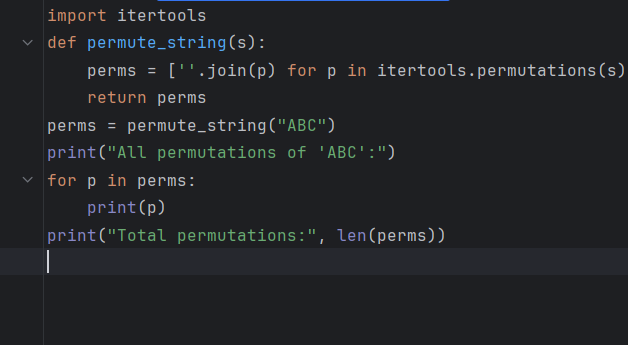 import itertools
def permute_string(s):
    perms = [''.join(p) for p in itertools.permutations(s)
    return perms
perms = permute_string("ABC")
print("All permutations of 'ABC':")
for p in perms:
    print(p)
print("Total permutations:", len(perms))